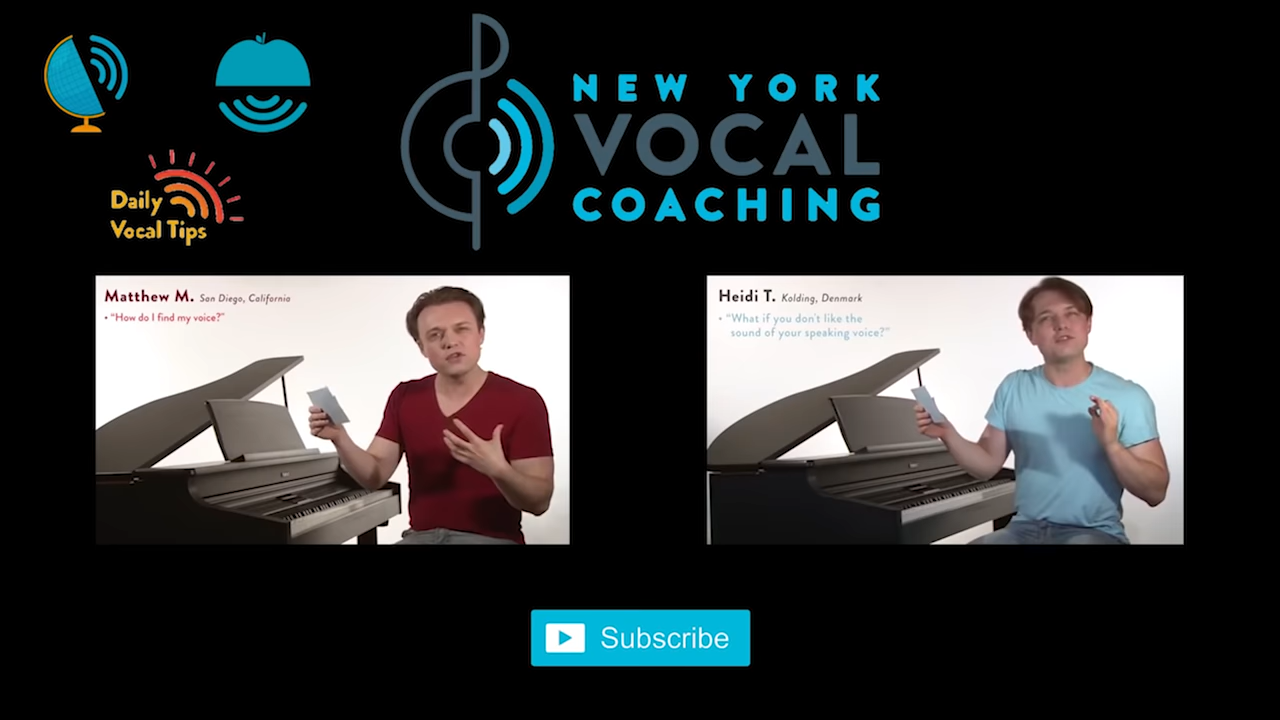 NEW YORK
VOCAL
COACHING
Daily
Vocal Tips
Matthew M. San Diego, California
• "How do I find my voice?"
Heidi T. Kolding, Denmark
• "What if you don't like the
sound of your speaking voice?"
Subscribe